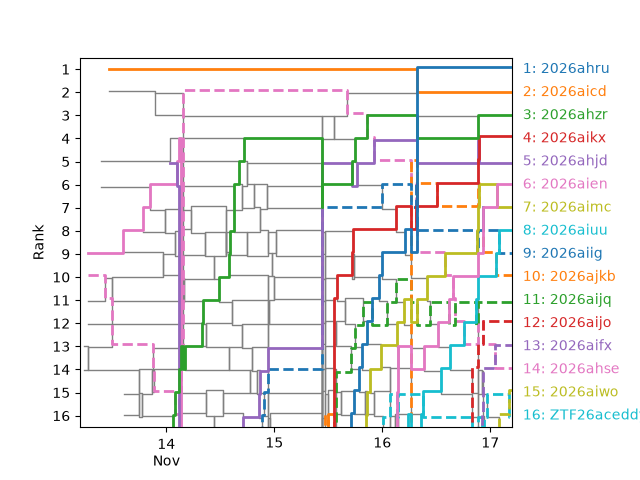 1
2
3
4
5
6
7
8
9
10
11
12
13
14
15
16
Rank
14
Nov
15
16
17
1: 2026ahru
2: 2026aicd
3: 2026ahzr
4: 2026aikx
5: 2026ahjd
6: 2026aien
7: 2026aimc
8: 2026aiuu
9: 2026aiig
10: 2026ajkb
11: 2026aijq
12: 2026aijo
13: 2026aifx
14: 2026ahse
15: 2026aiwo
16: ZTF26acedd